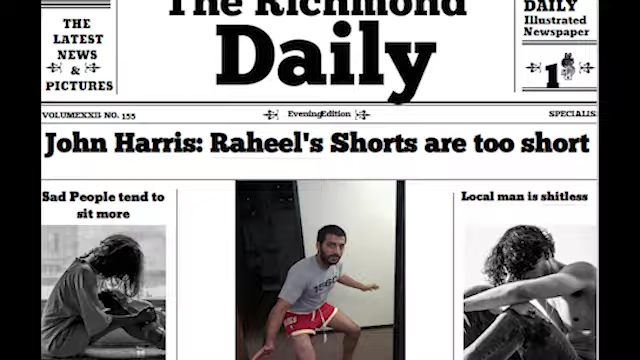 The Richmond
Daily
THE
LATEST
NEWS
&
PICTURES
DAILY
Illustrated
Newspaper
1
VOLUMEXXII NO. 155
EveningEdition
SPECIALIS
John Harris: Raheel's Shorts are too short
Sad People tend to
sit more
Local man is shitless